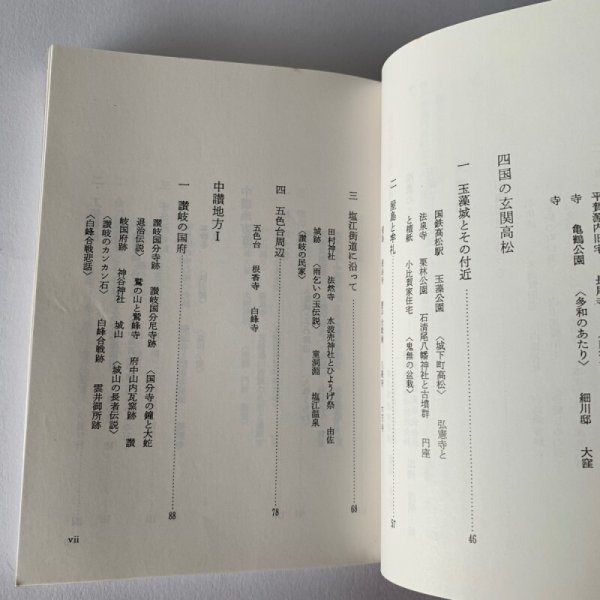 平賀源内旧宅
寺　亀鶴公園　〈多和のあたり〉　細川邸　大窪
寺
四国の玄関高松
一　玉藻城とその付近……46
国鉄高松駅　玉藻公園　〈城下町高松〉　弘憲寺と
法泉寺　栗林公園　石清尾八幡神社と古墳群　円座
と檀紙　小比賀家住宅　〈鬼無の盆栽〉
二　屋島と牟礼……57
三　塩江街道に沿って……68
田村神社　法然寺　水波売神社とひょうげ祭　由佐
城跡　〈雨乞いの玉伝説〉　童洞淵　塩江温泉
〈讃岐の民家〉
四　五色台周辺……78
五色台　根香寺　白峰寺
中讃地方Ⅰ
一　讃岐の国府……88
讃岐国分寺跡　讃岐国分尼寺跡　〈国分寺の鐘と大蛇
退治伝説〉　鷲の山と鷲峰寺　府中山内瓦窯跡　讃
岐国府跡　神谷神社　城山　〈城山の長者伝説〉
〈讃岐のカンカン石〉　白峰合戦跡　雲井御所跡
〈白峰合戦悲話〉
vii